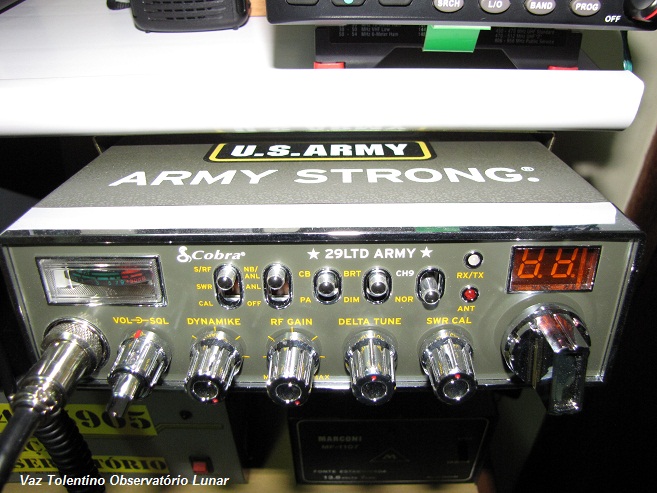 SRCH L/O BAND PROG
OFF
U.S. ARMY
ARMY STRONG.®
Cobra® ★ 29LTD ARMY ★
S/RF NB/ANL CB BRT CH9 RX/TX
SWR ANL
CAL OFF PA DIM NOR ANT
VOL SQL DYNAMIKE RF GAIN DELTA TUNE SWR CAL
MARCONI
Vaz Tolentino Observatório Lunar